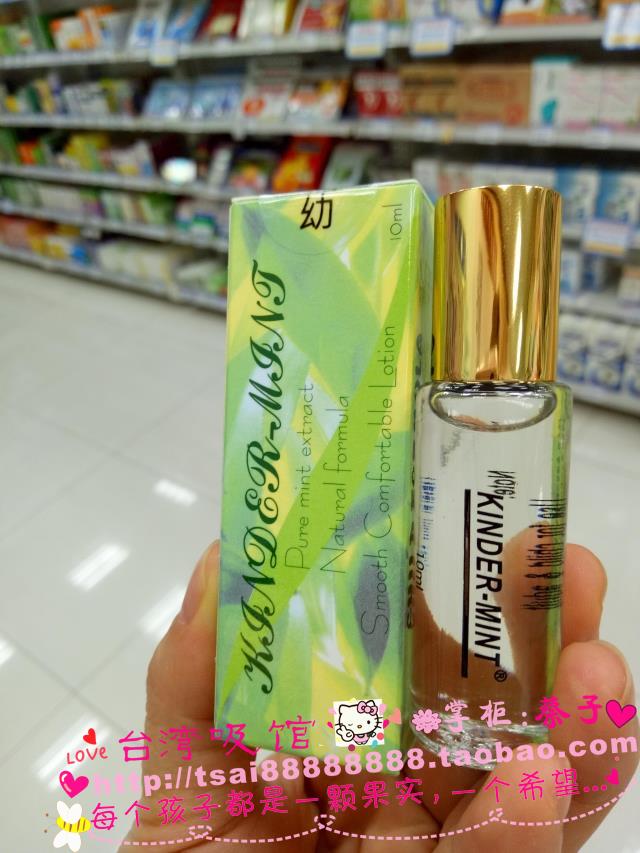 幼
10ml
KINDER-MINT
Pure mint extract
Natural formula
Smooth Comfortable Lotion
KINDER-MINT®
LOVE 台湾吸馆 掌柜:恭子
http://tsai88888888.taobao.com
每个孩子都是一颗果实,一个希望...